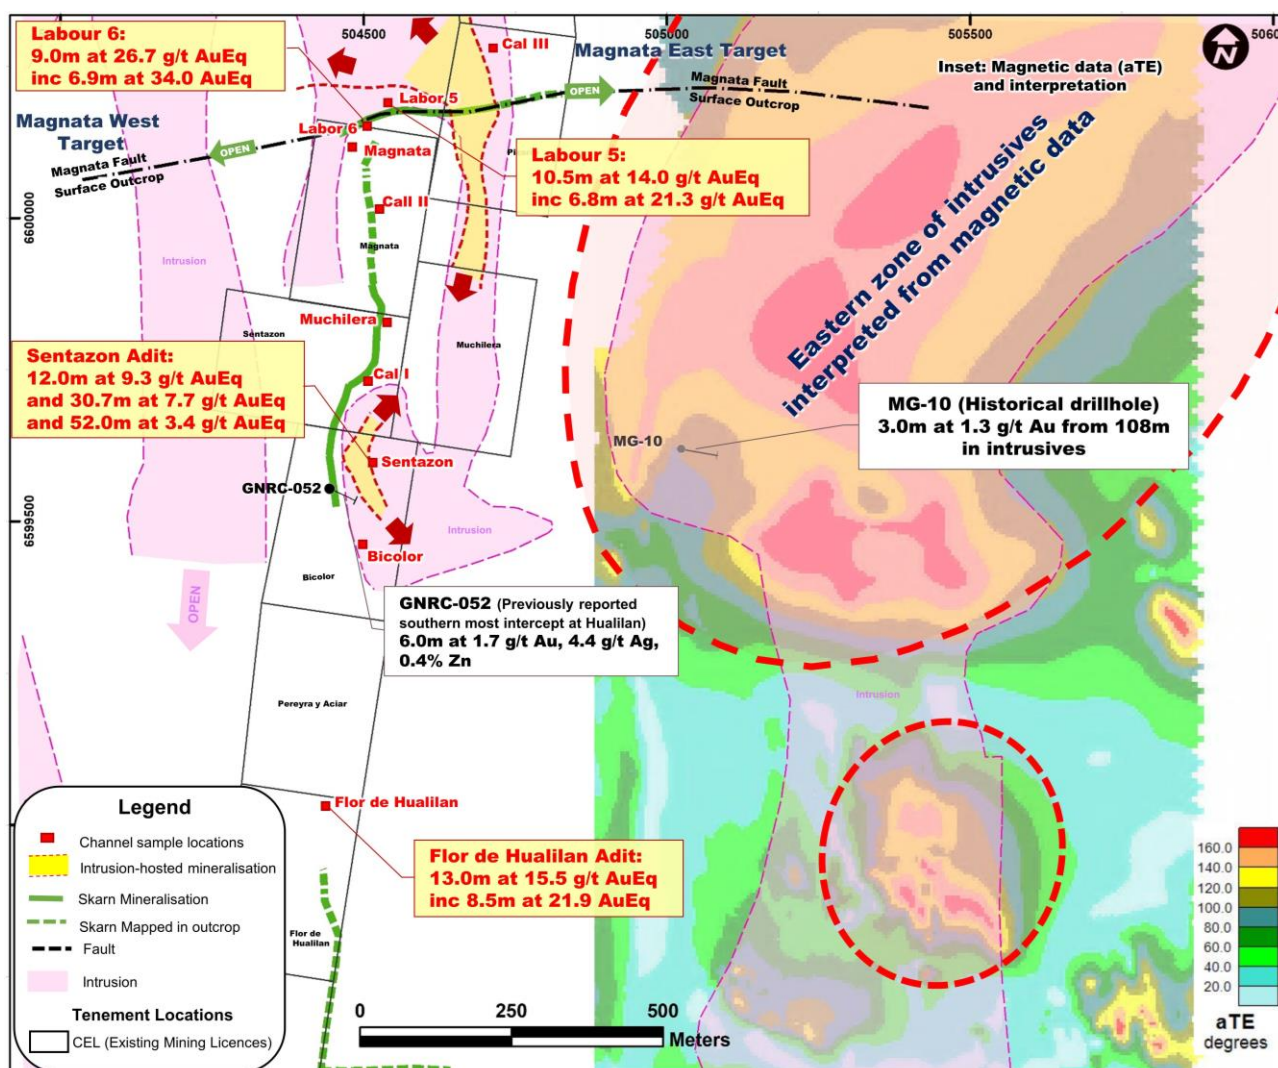 504500
505000
505500
5060
Labour 6:
9.0m at 26.7 g/t AuEq
inc 6.9m at 34.0 AuEq
Cal III
Magnata East Target
N
Inset: Magnetic data (aTE)
and interpretation
Magnata Fault
Surface Outcrop
OPEN
Labor 5
Labor 6
Magnata
Magnata West
Target
OPEN
Magnata Fault
Surface Outcrop
Labour 5:
10.5m at 14.0 g/t AuEq
inc 6.8m at 21.3 g/t AuEq
Eastern zone of intrusives
interpreted from magnetic data
6600000
Call II
Magnata
Intrusion
Muchilera
Sentazon
Muchilera
Sentazon Adit:
12.0m at 9.3 g/t AuEq
and 30.7m at 7.7 g/t AuEq
and 52.0m at 3.4 g/t AuEq
Cal I
MG-10 (Historical drillhole)
3.0m at 1.3 g/t Au from 108m
in intrusives
MG-10
Sentazon
GNRC-052
6599500
Intrusion
Bicolor
Bicolor
OPEN
GNRC-052 (Previously reported
southern most intercept at Hualilan)
6.0m at 1.7 g/t Au, 4.4 g/t Ag,
0.4% Zn
Pereyra y Aciar
Intrusion
Flor de Hualilan
Flor de Hualilan Adit:
13.0m at 15.5 g/t AuEq
inc 8.5m at 21.9 AuEq
Flor de
Hualilan
Legend
Channel sample locations
Intrusion-hosted mineralisation
Skarn Mineralisation
Skarn Mapped in outcrop
Fault
Intrusion
Tenement Locations
CEL (Existing Mining Licences)
0
250
500
Meters
160.0
140.0
120.0
100.0
80.0
60.0
40.0
20.0
aTE
degrees